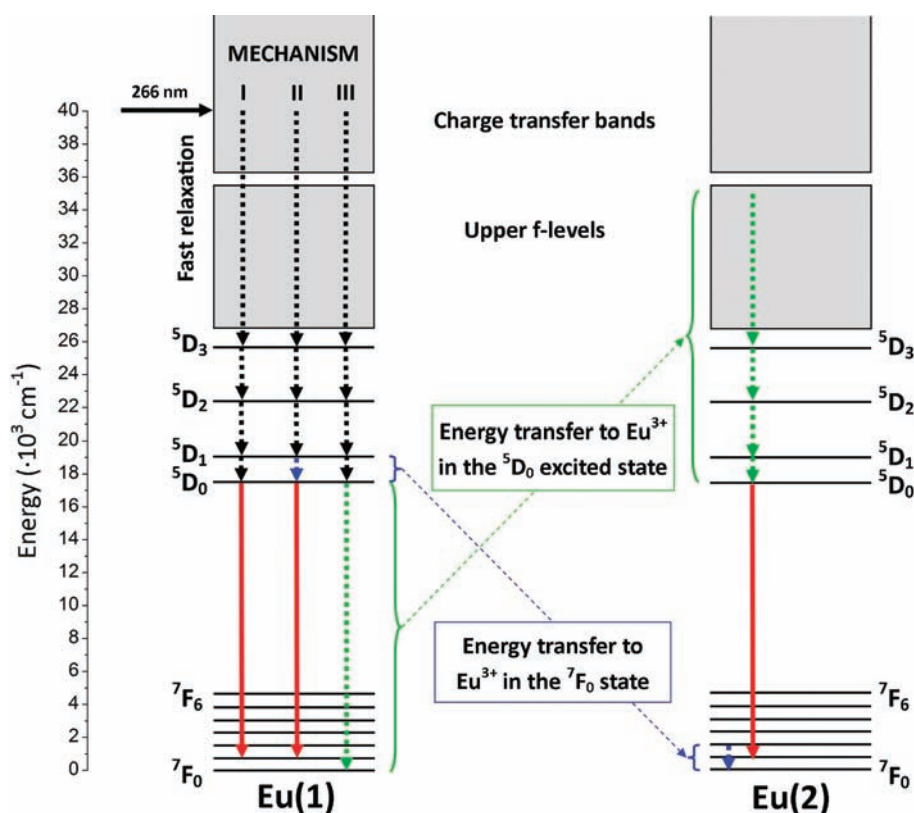 MECHANISM
I II III
266 nm
Charge transfer bands
Upper f-levels
Fast relaxation
Energy (·10³ cm⁻¹)
40
38
36
34
32
30
28
26
24
22
20
18
16
14
12
10
8
6
4
2
0
⁵D₃
⁵D₂
⁵D₁
⁵D₀
⁷F₆
⁷F₀
Eu(1)
Energy transfer to Eu³⁺
in the ⁵D₀ excited state
Energy transfer to
Eu³⁺ in the ⁷F₀ state
⁵D₃
⁵D₂
⁵D₁
⁵D₀
⁷F₆
⁷F₀
Eu(2)